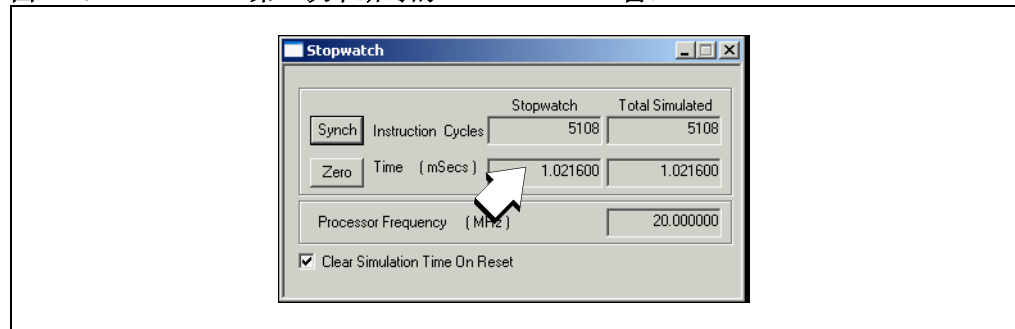 Stopwatch
Stopwatch Total Simulated
Synch Instruction Cycles 5108 5108
Zero Time (mSecs) 1.021600 1.021600
Processor Frequency 20.000000
Clear Simulation Time On Reset